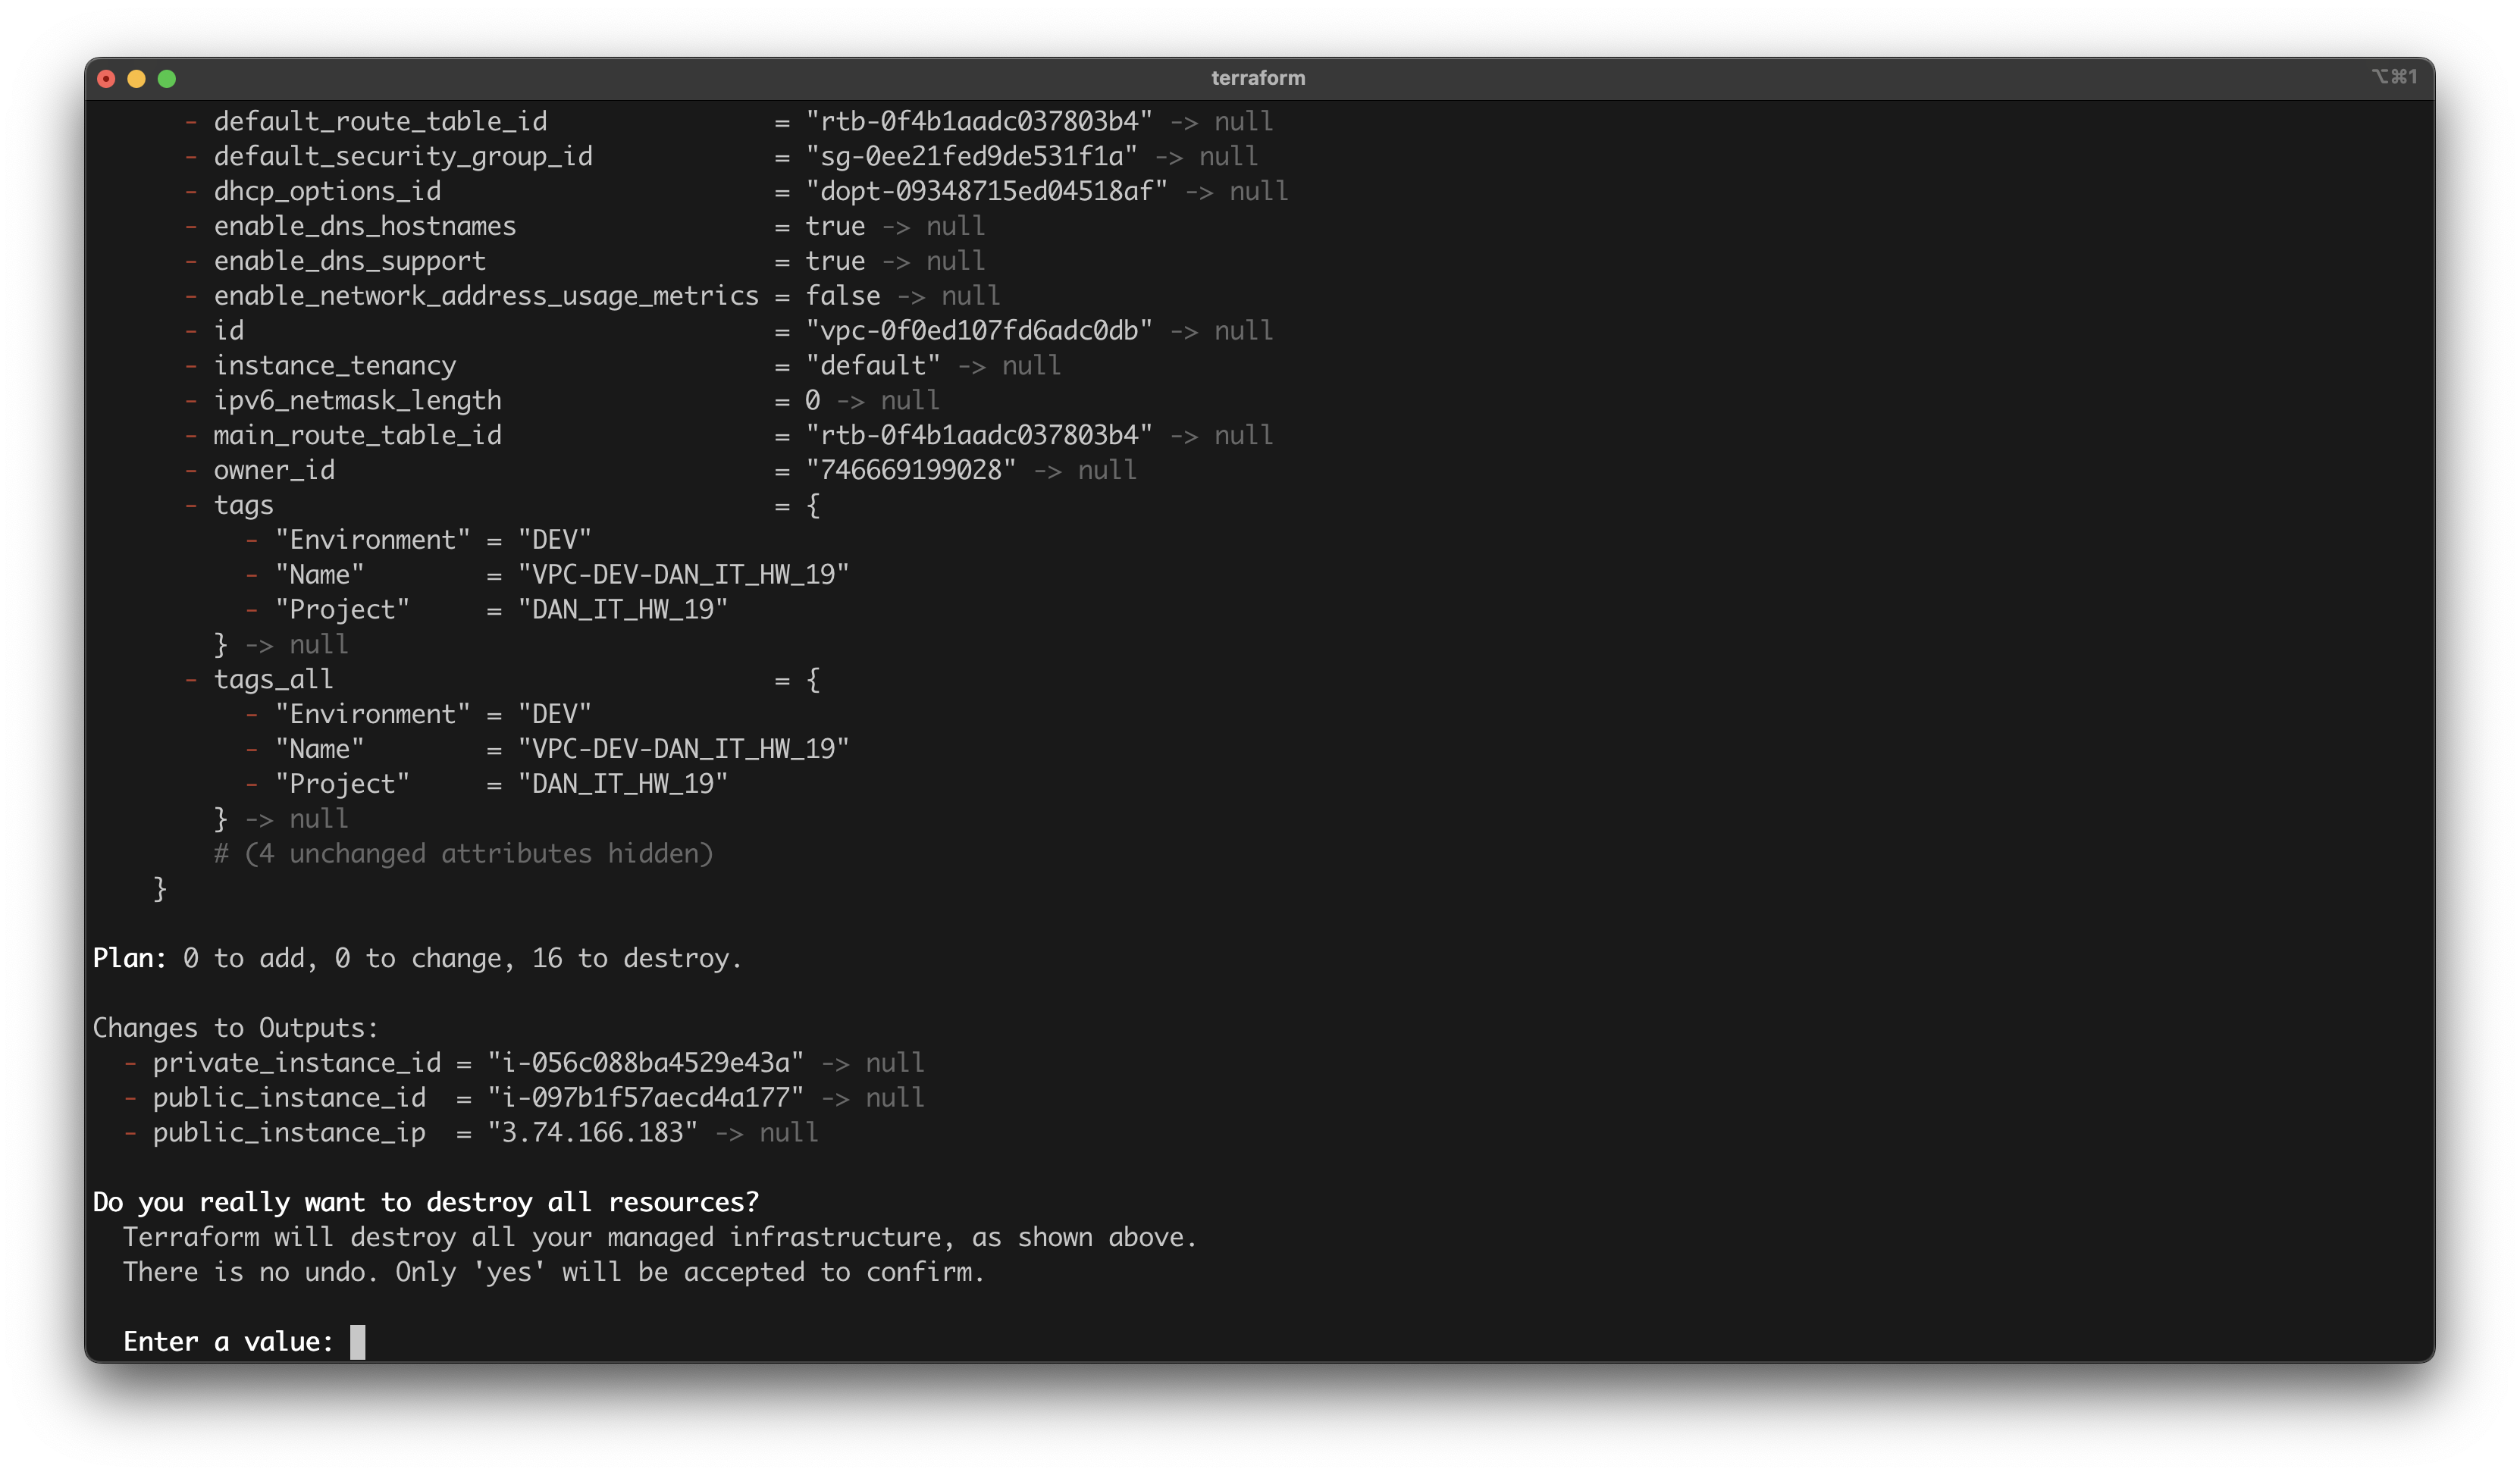 terraform
⌥⌘1
- default_route_table_id = "rtb-0f4b1aadc037803b4" -> null
- default_security_group_id = "sg-0ee21fed9de531f1a" -> null
- dhcp_options_id = "dopt-09348715ed04518af" -> null
- enable_dns_hostnames = true -> null
- enable_dns_support = true -> null
- enable_network_address_usage_metrics = false -> null
- id = "vpc-0f0ed107fd6adc0db" -> null
- instance_tenancy = "default" -> null
- ipv6_netmask_length = 0 -> null
- main_route_table_id = "rtb-0f4b1aadc037803b4" -> null
- owner_id = "746669199028" -> null
- tags = {
- "Environment" = "DEV"
- "Name" = "VPC-DEV-DAN_IT_HW_19"
- "Project" = "DAN_IT_HW_19"
} -> null
- tags_all = {
- "Environment" = "DEV"
- "Name" = "VPC-DEV-DAN_IT_HW_19"
- "Project" = "DAN_IT_HW_19"
} -> null
# (4 unchanged attributes hidden)
}
Plan: 0 to add, 0 to change, 16 to destroy.
Changes to Outputs:
- private_instance_id = "i-056c088ba4529e43a" -> null
- public_instance_id = "i-097b1f57aecd4a177" -> null
- public_instance_ip = "3.74.166.183" -> null
Do you really want to destroy all resources?
Terraform will destroy all your managed infrastructure, as shown above.
There is no undo. Only 'yes' will be accepted to confirm.
Enter a value: